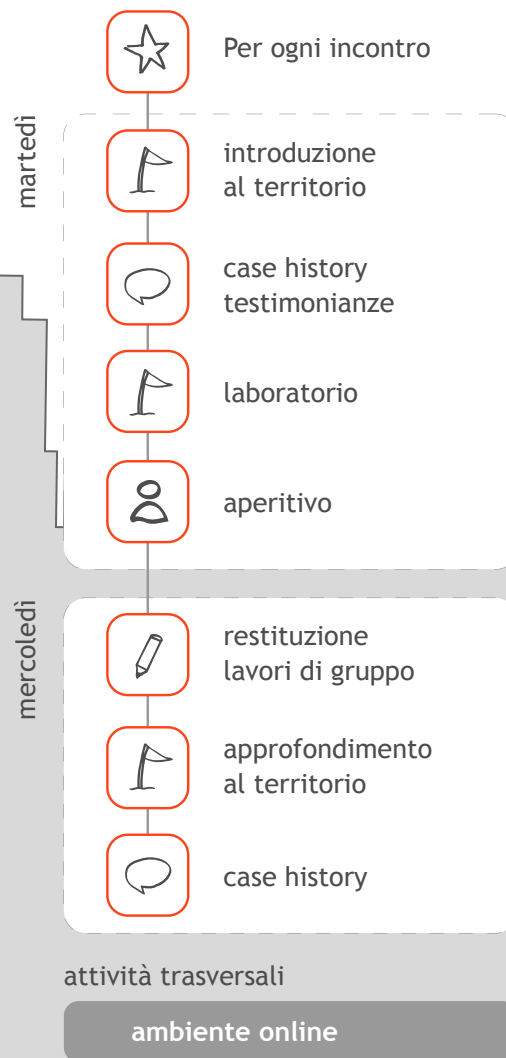 Per ogni incontro
martedì
introduzione
al territorio
case history
testimonianze
laboratorio
aperitivo
mercoledì
restituzione
lavori di gruppo
approfondimento
al territorio
case history
attività trasversali
ambiente online